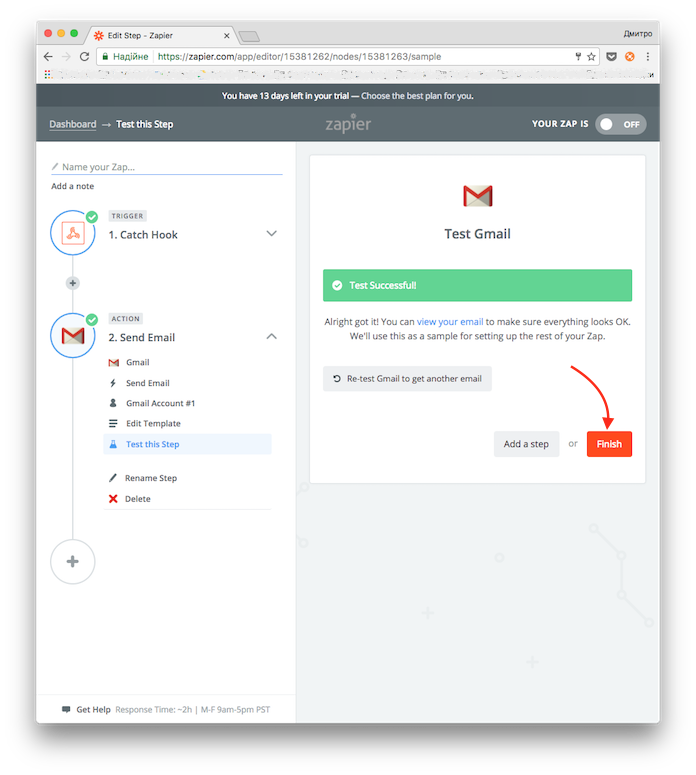 Edit Step - Zapier
Дмитро
Надійне
https://zapier.com/app/editor/15381262/nodes/15381263/sample
You have 13 days left in your trial — Choose the best plan for you.
Dashboard → Test this Step
zapier
YOUR ZAP IS
OFF
Name your Zap...
Add a note
TRIGGER
1. Catch Hook
ACTION
2. Send Email
Gmail
Send Email
Gmail Account #1
Edit Template
Test this Step
Rename Step
Delete
Get Help Response Time: ~2h | M-F 9am-5pm PST
Test Gmail
Test Successful!
Alright got it! You can view your email to make sure everything looks OK.
We'll use this as a sample for setting up the rest of your Zap.
Re-test Gmail to get another email
Add a step or Finish